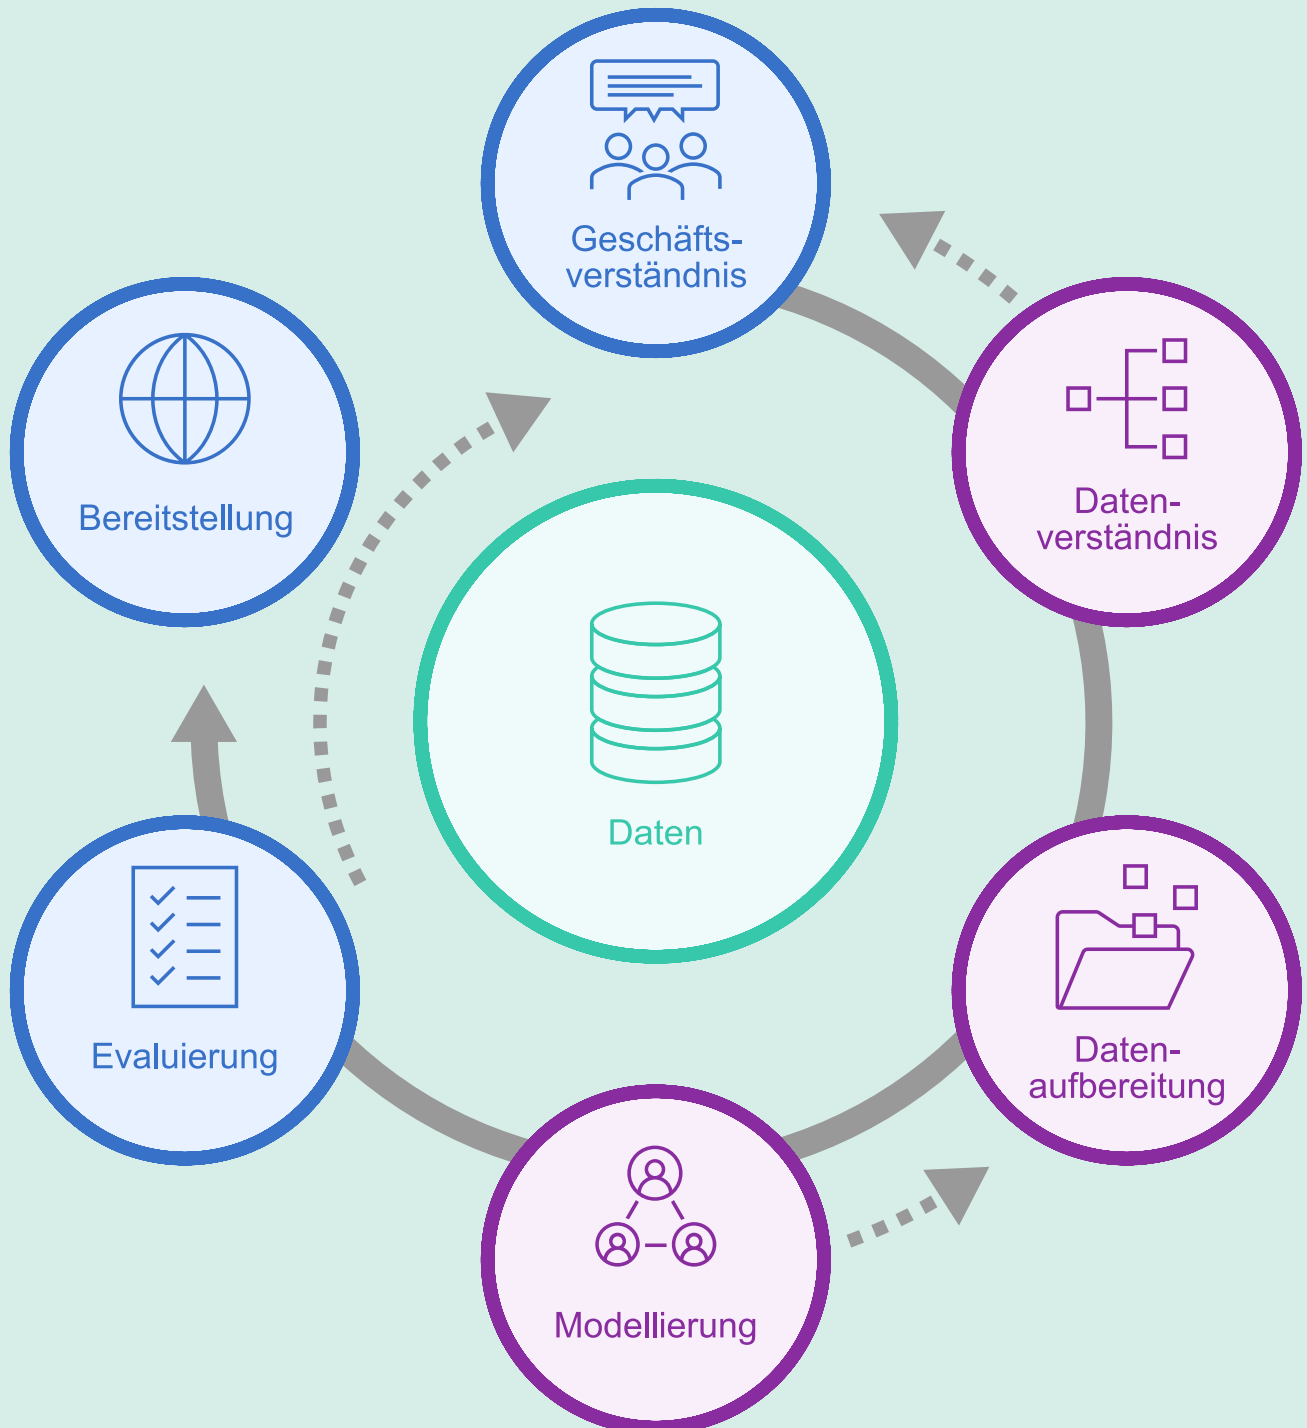 Geschäfts-
verständnis
Daten-
verständnis
Daten-
aufbereitung
Modellierung
Evaluierung
Bereitstellung
Daten